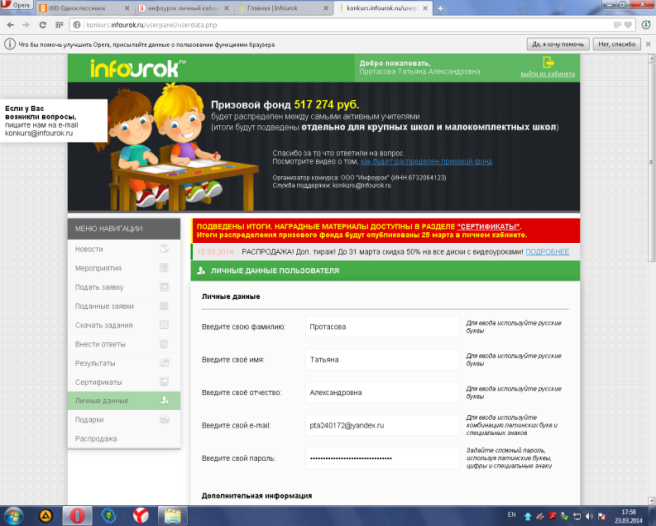 Opera
(60) Одноклассники
инфоурок личный каби
Главная | Infourok
konkurs.infourok.ru/userp
konkurs.infourok.ru/userpanel/userdata.php
Что бы помочь улучшить Opera, присылайте данные о пользовании функциями браузера
Да, я хочу помочь
Нет, спасибо
infourok.ru
Добро пожаловать,
Протасова Татьяна Александровна
выйти из кабинета
Если у Вас
возникли вопросы,
пишите нам на e-mail
konkurs@infourok.ru
Призовой фонд 517 274 руб.
будет распределен между самыми активным учителями
(итоги будут подведены отдельно для крупных школ и малокомплектных школ)
Спасибо за то что ответили на вопрос
Посмотрите видео о том, как будет распределен призовой фонд
Организатор конкурса: ООО "Инфоурок" (ИНН 6732064123)
Служба поддержки: konkurs@infourok.ru
МЕНЮ НАВИГАЦИИ
Новости
Мероприятия
Подать заявку
Поданные заявки
Скачать задания
Внести ответы
Результаты
Сертификаты
Личные данные
Подарки
Распродажа
ПОДВЕДЕНЫ ИТОГИ. НАГРАДНЫЕ МАТЕРИАЛЫ ДОСТУПНЫ В РАЗДЕЛЕ "СЕРТИФИКАТЫ".
Итоги распределения призового фонда будут опубликованы 25 марта в личном кабинете.
РАСПРОДАЖА! Доп. тираж! До 31 марта скидка 50% на все диски с видеоуроками! ПОДРОБНЕЕ
ЛИЧНЫЕ ДАННЫЕ ПОЛЬЗОВАТЕЛЯ
Личные данные
Введите свою фамилию:
Протасова
Для ввода используйте русские
буквы
Введите своё имя:
Татьяна
Для ввода используйте русские
буквы
Введите своё отчество:
Александровна
Для ввода используйте русские
буквы
Введите свой e-mail:
pta240172@yandex.ru
Для ввода используйте
комбинацию латинских букв и
специальных знаков
Введите свой пароль:
••••••••••••••••••••••••••••••••
Задайте сложный пароль,
используя латинские буквы,
цифры и специальные знаки
Дополнительная информация
EN
17:58
23.03.2014